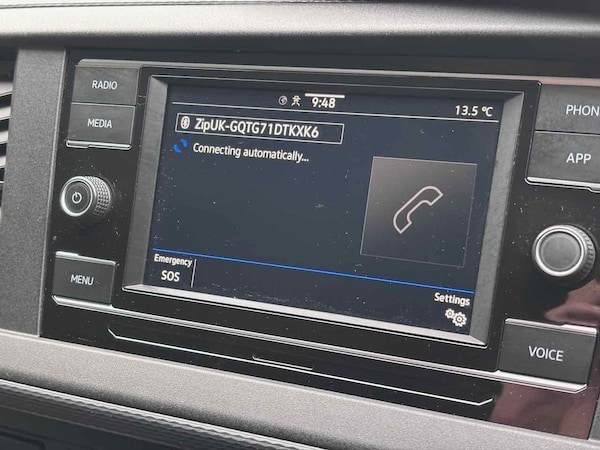 RADIO
MEDIA
MENU
9:48
13.5 °C
ZipUK-GQTG71DTKXK6
Connecting automatically...
Emergency
SOS
Settings
PHON
APP
VOICE